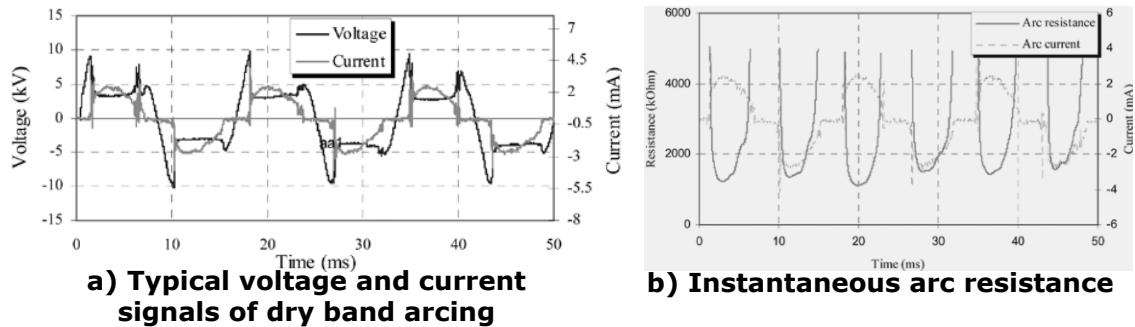 15
10
5
0
-5
-10
-15
Voltage (kV)
Voltage
Current
aa
7
4.5
2
-0.5
-3
-5.5
-8
Current (mA)
0 10 20 30 40 50
Time (ms)
a) Typical voltage and current
signals of dry band arcing
6000
4000
2000
0
Resistance (kOhm)
Arc resistance
Arc current
6
4
2
0
-2
-4
-6
Current (mA)
0 10 20 30 40 50
Time (ms)
b) Instantaneous arc resistance